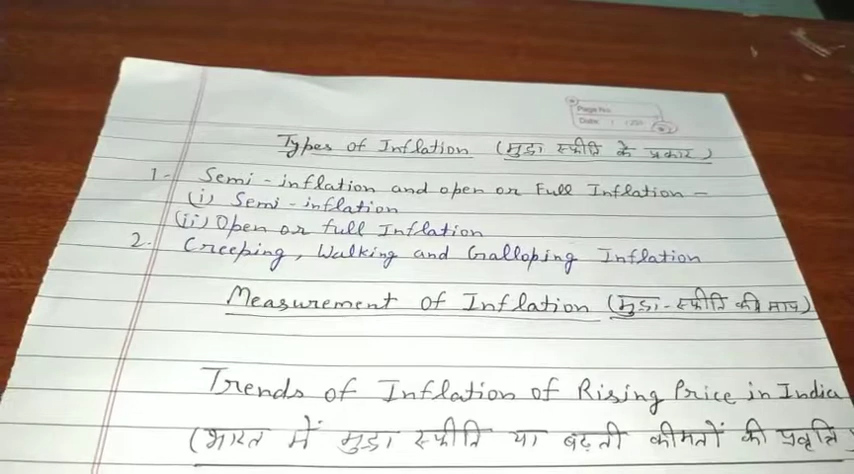 Page No.
Date: / /20
Types of Inflation (मुद्रा स्फीति के प्रकार)
1- Semi-inflation and open or Full Inflation -
(i) Semi-inflation
(ii) Open or full Inflation
2. Creeping, Walking and Galloping Inflation
Measurement of Inflation (मुद्रा-स्फीति की माप)
Trends of Inflation of Rising Price in India
(भारत में मुद्रा स्फीति या बढ़ती कीमतों की प्रवृत्ति)